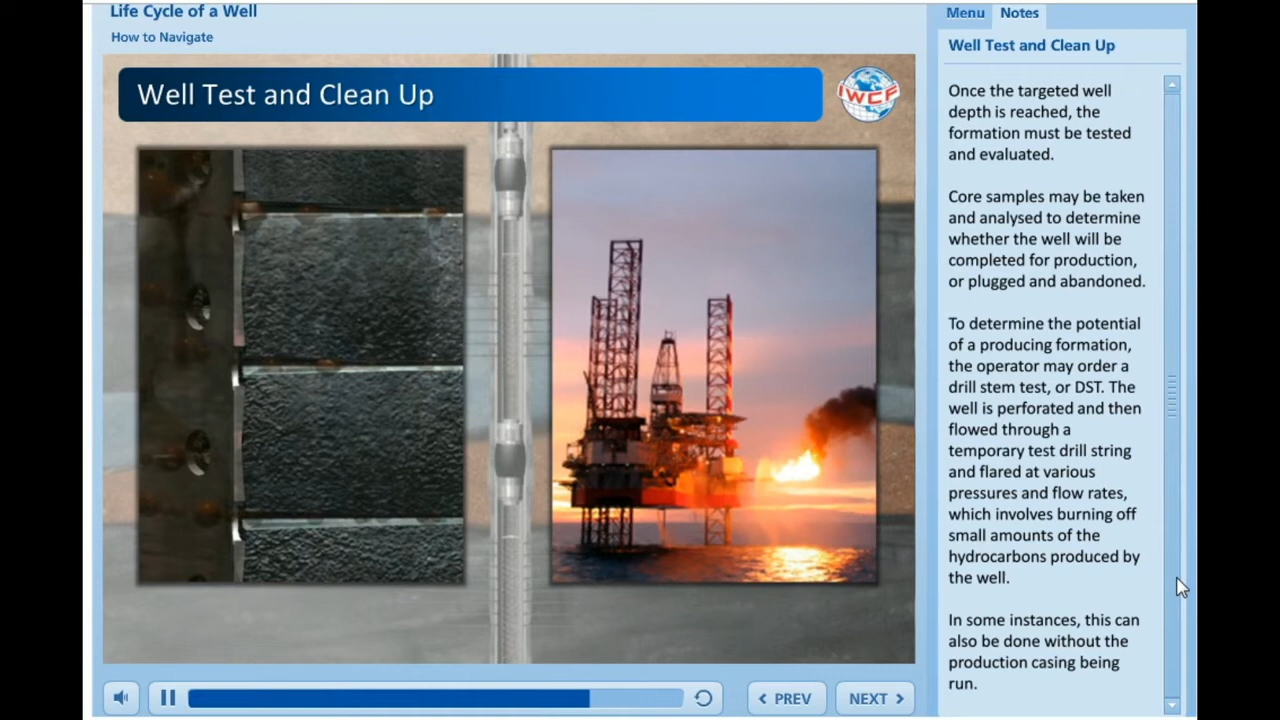 Life Cycle of a Well
How to Navigate
Well Test and Clean Up
IWCF
PREV
NEXT
Menu Notes
Well Test and Clean Up
Once the targeted well
depth is reached, the
formation must be tested
and evaluated.
Core samples may be taken
and analysed to determine
whether the well will be
completed for production,
or plugged and abandoned.
To determine the potential
of a producing formation,
the operator may order a
drill stem test, or DST. The
well is perforated and then
flowed through a
temporary test drill string
and flared at various
pressures and flow rates,
which involves burning off
small amounts of the
hydrocarbons produced by
the well.
In some instances, this can
also be done without the
production casing being
run.